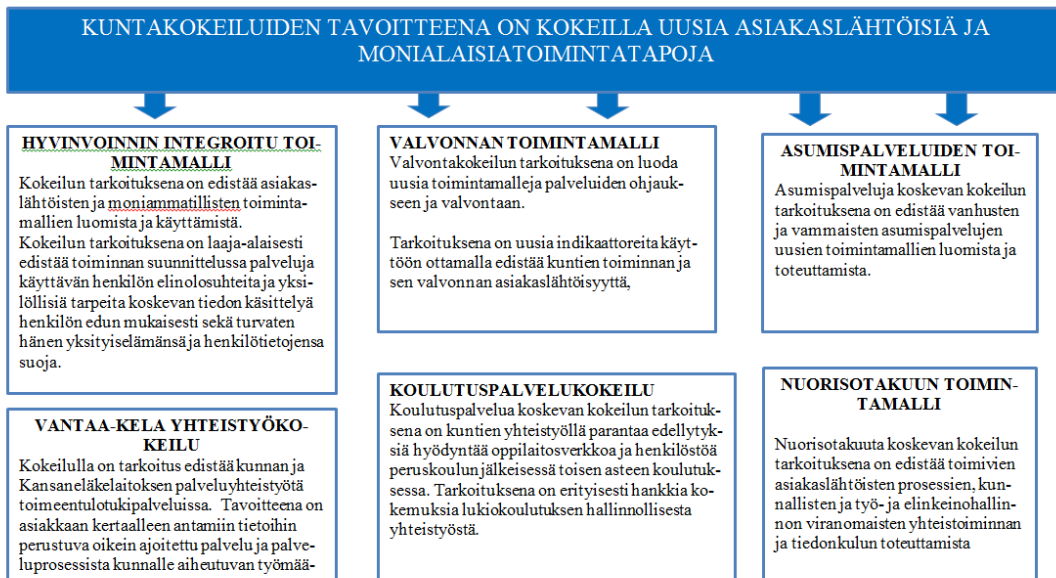 KUNTAKOKEILUIDEN TAVOITTEENA ON KOKEILLA UUSIA ASIAKASLÄHTÖISIÄ JA
MONIALAISIATOIMINTATAPOJA
HYVINVOINNIN INTEGROITU TOI-
MINTAMALLI
Kokeilun tarkoituksena on edistää asiakas-
lähtöisten ja moniammatillisten toiminta-
mallien luomista ja käyttämistä.
Kokeilun tarkoituksena on laaja-alaisesti
edistää toiminnan suunnittelussa palveluja
käyttävän henkilön elinolosuhteita ja yksi-
löllisiä tarpeita koskevan tiedon käsittelyä
henkilön edun mukaisesti sekä turvaten
hänen yksityiselämänsä ja henkilötietojensa
suoja.
VANTAA-KELA YHTEISTYÖKO-
KEILU
Kokeilulla on tarkoitus edistää kunnan ja
Kansaneläkelaitoksen palveluyhteistyötä
toimeentulotukipalveluissa. Tavoitteena on
asiakkaan kertaalleen antamiin tietoihin
perustuva oikein ajoitettu palvelu ja palve-
luprosessista kunnalle aiheutuvan työmää-
VALVONNAN TOIMINTAMALLI
Valvontakokeilun tarkoituksena on luoda
uusia toimintamalleja palveluiden ohjauk-
seen ja valvontaan.
Tarkoituksena on uusia indikaattoreita käyt-
töön ottamalla edistää kuntien toiminnan ja
sen valvonnan asiakaslähtöisyyttä,
KOULUTUSPALVELUKOKEILU
Koulutuspalvelua koskevan kokeilun tarkoituk-
sena on kuntien yhteistyöllä parantaa edellytyk-
siä hyödyntää oppilaitosverkkoa ja henkilöstöä
peruskoulun jälkeisessä toisen asteen koulutuk-
sessa. Tarkoituksena on erityisesti hankkia ko-
kemuksia lukiokoulutuksen hallinnollisesta
yhteistyöstä.
ASUMISPALVELUIDEN TOI-
MINTAMALLI
Asumispalveluja koskevan kokeilun
tarkoituksena on edistää vanhusten
ja vammaisten asumispalvelujen
uusien toimintamallien luomista ja
toteuttamista.
NUORISOTAKUUN TOIMIN-
TAMALLI
Nuorisotakuuta koskevan kokeilun
tarkoituksena on edistää toimivien
asiakaslähtöisten prosessien, kun-
nallisten ja työ- ja elinkeinohallin-
non viranomaisten yhteistoiminnan
ja tiedonkulun toteuttamista